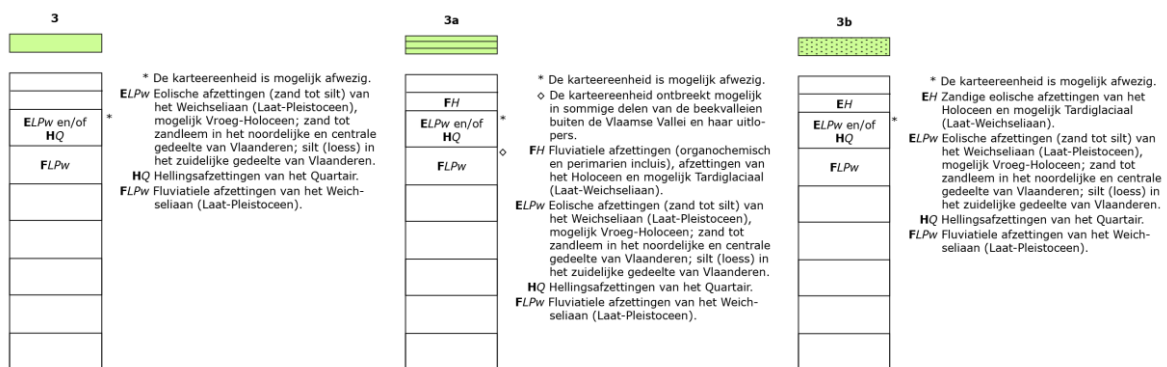 3
ELPw en/of
HQ
*
FLPw
* De karteereenheid is mogelijk afwezig.
ELPw Eolische afzettingen (zand tot silt) van
het Weichseliaan (Laat-Pleistoceen),
mogelijk Vroeg-Holoceen; zand tot
zandleem in het noordelijke en centrale
gedeelte van Vlaanderen; silt (loess) in
het zuidelijke gedeelte van Vlaanderen.
HQ Hellingsafzettingen van het Quartair.
FLPw Fluviatiele afzettingen van het Weich-
seliaan (Laat-Pleistoceen).
3a
FH
ELPw en/of
HQ
*
◇
FLPw
* De karteereenheid is mogelijk afwezig.
◇ De karteereenheid ontbreekt mogelijk
in sommige delen van de beekvalleien
buiten de Vlaamse Vallei en haar uitlo-
pers.
FH Fluviatiele afzettingen (organochemisch
en perimarien incluis), afzettingen van
het Holoceen en mogelijk Tardiglaciaal
(Laat-Weichseliaan).
ELPw Eolische afzettingen (zand tot silt) van
het Weichseliaan (Laat-Pleistoceen),
mogelijk Vroeg-Holoceen; zand tot
zandleem in het noordelijke en centrale
gedeelte van Vlaanderen; silt (loess) in
het zuidelijke gedeelte van Vlaanderen.
HQ Hellingsafzettingen van het Quartair.
FLPw Fluviatiele afzettingen van het Weich-
seliaan (Laat-Pleistoceen).
3b
EH
ELPw en/of
HQ
*
FLPw
* De karteereenheid is mogelijk afwezig.
EH Zandige eolische afzettingen van het
Holoceen en mogelijk Tardiglaciaal
(Laat-Weichseliaan).
ELPw Eolische afzettingen (zand tot silt) van
het Weichseliaan (Laat-Pleistoceen),
mogelijk Vroeg-Holoceen; zand tot
zandleem in het noordelijke en centrale
gedeelte van Vlaanderen; silt (loess) in
het zuidelijke gedeelte van Vlaanderen.
HQ Hellingsafzettingen van het Quartair.
FLPw Fluviatiele afzettingen van het Weich-
seliaan (Laat-Pleistoceen).